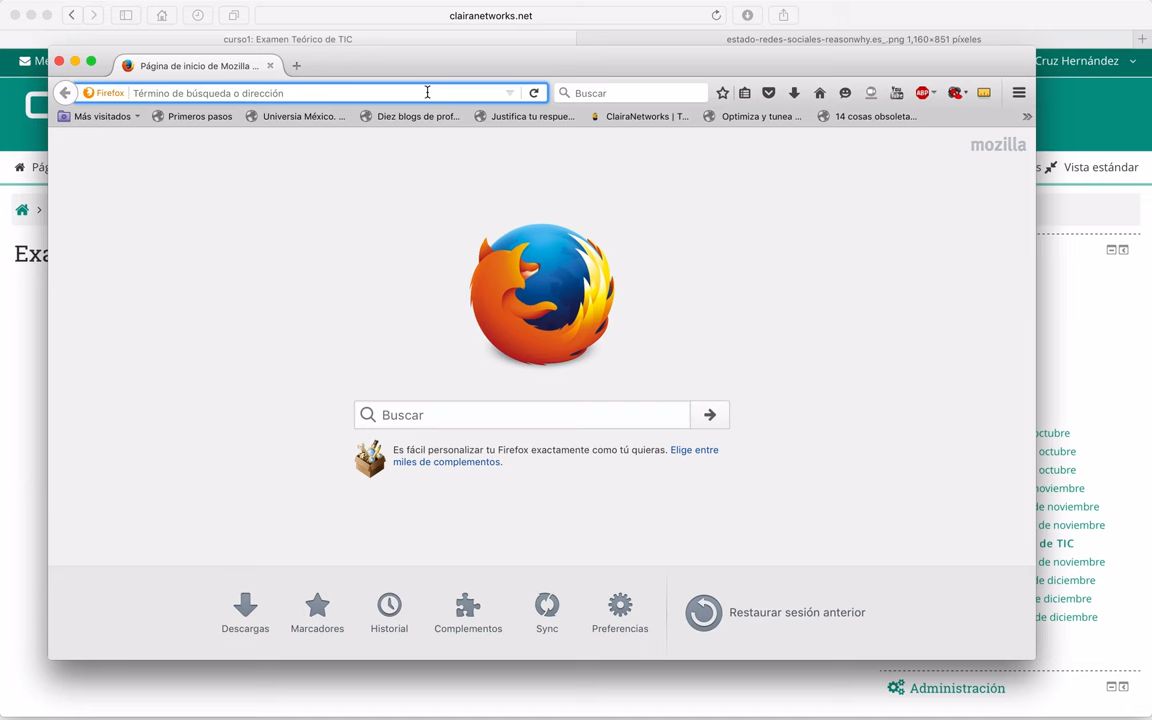 clairanetworks.net
curso1: Examen Teórico de TIC
estado-redes-sociales-reasonwhy.es_.png 1,160×851 píxeles
Cruz Hernández
Página de inicio de Mozilla ...
Firefox
Término de búsqueda o dirección
Buscar
ABP
Más visitados
Primeros pasos
Universia México. ...
Diez blogs de prof...
Justifica tu respue...
ClairaNetworks | T...
Optimiza y tunea ...
14 cosas obsoleta...
Vista estándar
mozilla
Buscar
Es fácil personalizar tu Firefox exactamente como tú quieras. Elige entre
miles de complementos.
octubre
octubre
octubre
noviembre
de noviembre
de noviembre
de TIC
de noviembre
de diciembre
de diciembre
de diciembre
Descargas
Marcadores
Historial
Complementos
Sync
Preferencias
Restaurar sesión anterior
Administración